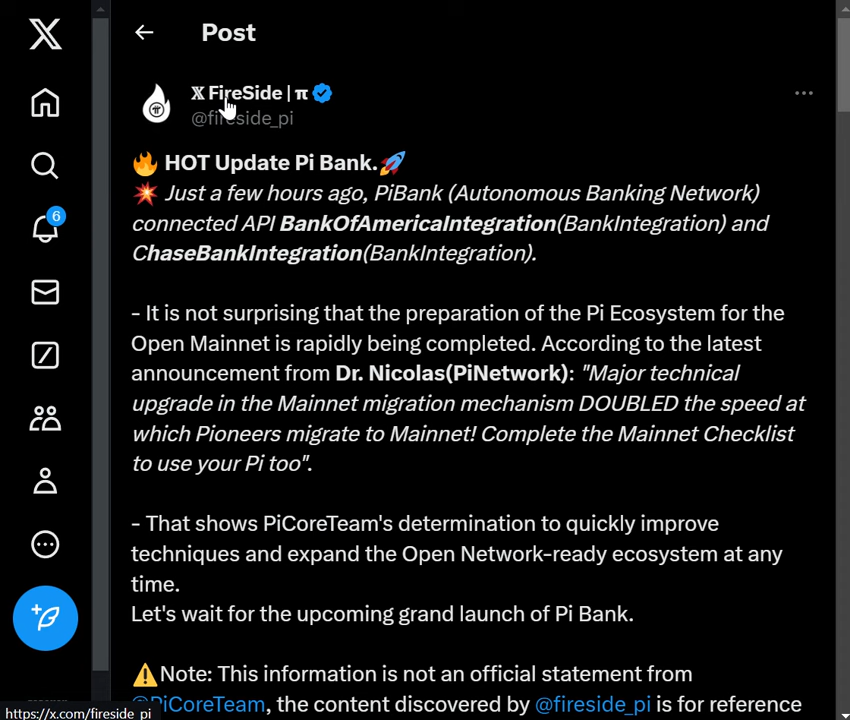 Post
𝕏 FireSide | π
@fireside_pi
🔥 HOT Update Pi Bank.🚀
💥 Just a few hours ago, PiBank (Autonomous Banking Network)
connected API BankOfAmericaIntegration(BankIntegration) and
ChaseBankIntegration(BankIntegration).
- It is not surprising that the preparation of the Pi Ecosystem for the
Open Mainnet is rapidly being completed. According to the latest
announcement from Dr. Nicolas(PiNetwork): "Major technical
upgrade in the Mainnet migration mechanism DOUBLED the speed at
which Pioneers migrate to Mainnet! Complete the Mainnet Checklist
to use your Pi too".
- That shows PiCoreTeam's determination to quickly improve
techniques and expand the Open Network-ready ecosystem at any
time.
Let's wait for the upcoming grand launch of Pi Bank.
⚠️Note: This information is not an official statement from
@PiCoreTeam, the content discovered by @fireside_pi is for reference
6
https://x.com/fireside_pi